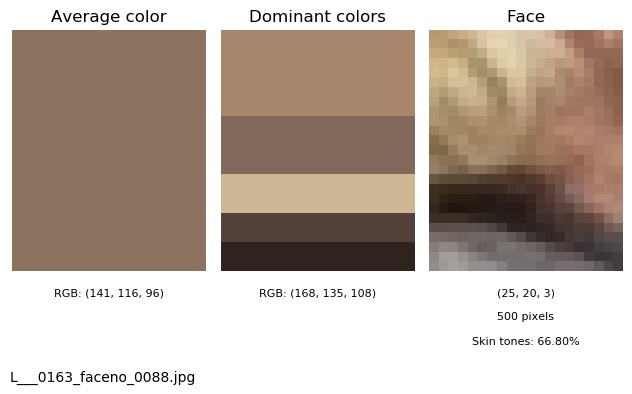 Average color
Dominant colors
Face
RGB: (141, 116, 96)
RGB: (168, 135, 108)
(25, 20, 3)
500 pixels
Skin tones: 66.80%
L___0163_faceno_0088.jpg